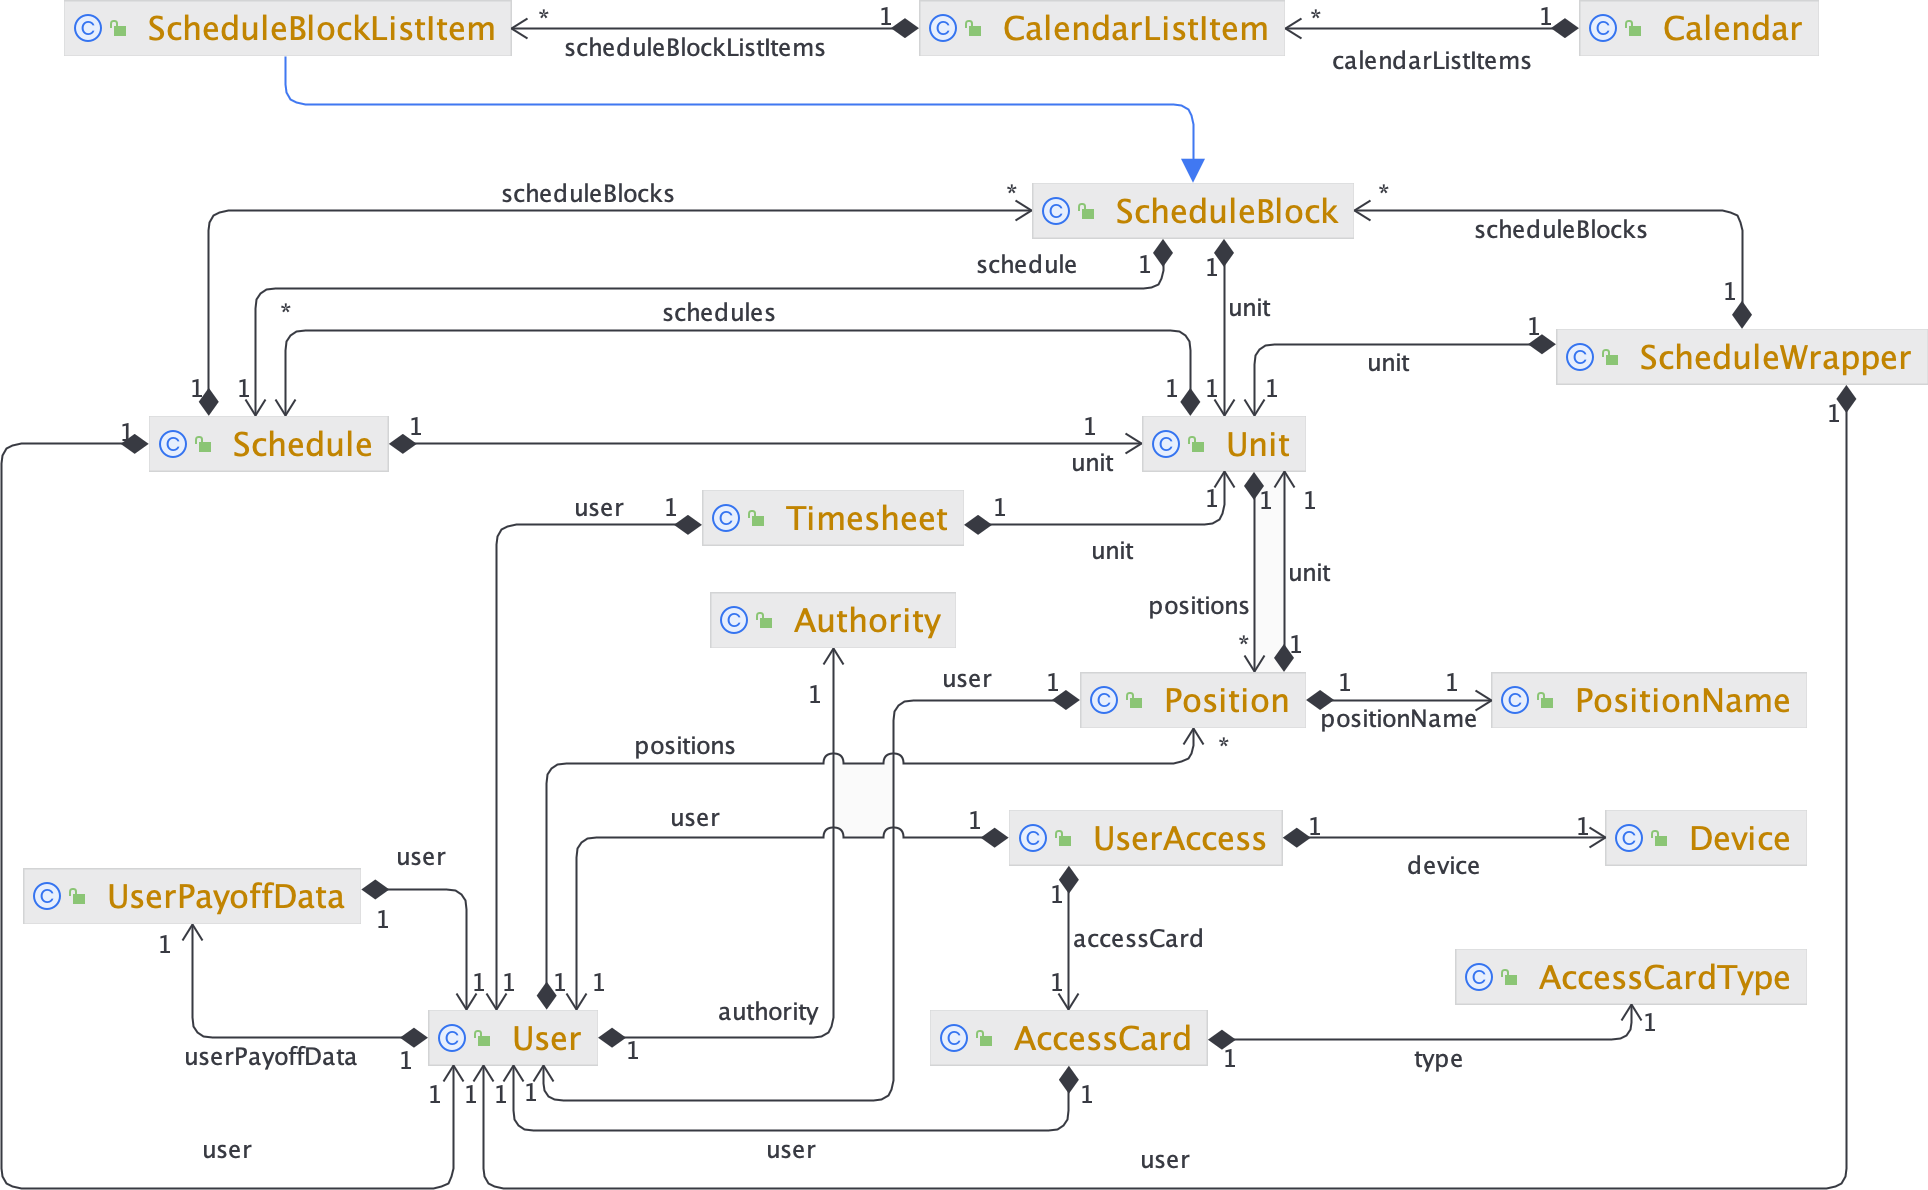 ScheduleBlockListItem
*
scheduleBlockListItems
1
CalendarListItem
*
calendarListItems
1
Calendar
scheduleBlocks
*
ScheduleBlock
*
scheduleBlocks
schedule
1
1
unit
*
schedules
1
1
unit
ScheduleWrapper
1
1
1
1
1
1
1
Schedule
1
1
unit
Unit
user
1
Timesheet
1
unit
1
1
1
unit
positions
*
1
Authority
1
user
1
Position
1
1
positionName
PositionName
positions
*
user
1
UserAccess
1
1
device
Device
user
1
UserPayoffData
1
1
accessCard
1
AccessCardType
1
1
1
1
1
authority
User
1
userPayoffData
1
AccessCard
1
type
1
1
1
1
1
1
user
user
user